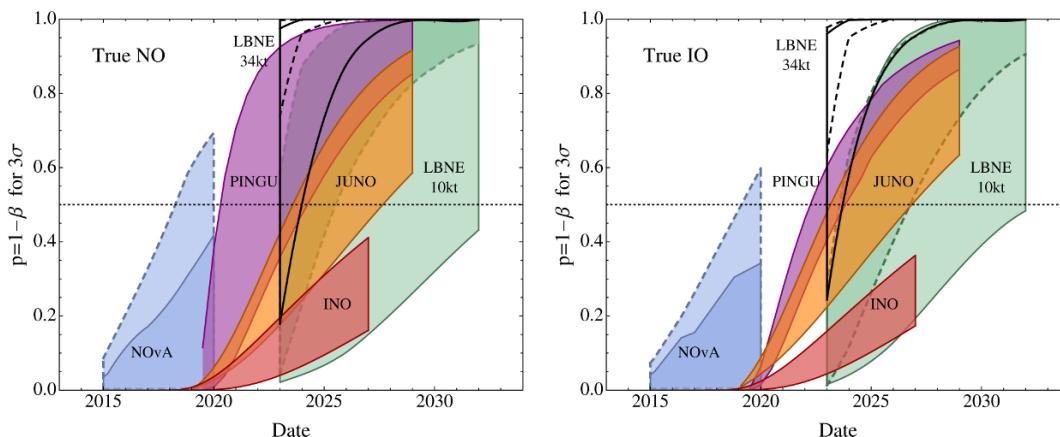 True NO
LBNE
34kt
PINGU
JUNO
LBNE
10kt
INO
NOvA
p=1−β for 3σ
0.0
0.2
0.4
0.6
0.8
1.0
2015
2020
2025
2030
Date
True IO
LBNE
34kt
PINGU
JUNO
LBNE
10kt
INO
NOvA
p=1−β for 3σ
0.0
0.2
0.4
0.6
0.8
1.0
2015
2020
2025
2030
Date